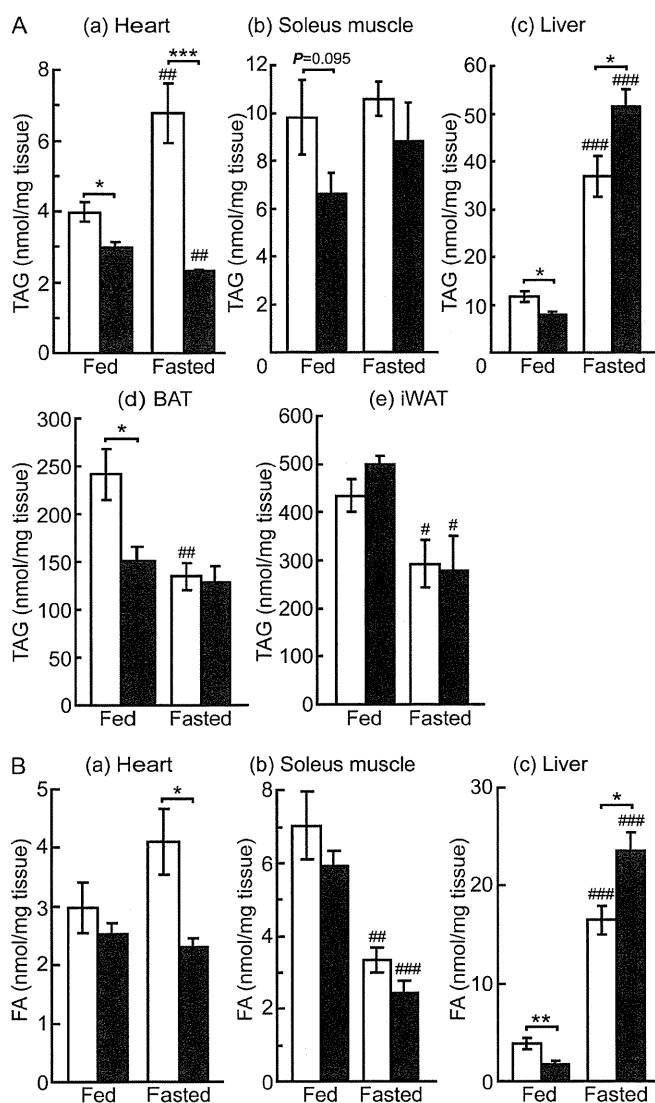 A
(a) Heart
TAG (nmol/mg tissue)
8
6
4
2
0
*
##
***
##
Fed
Fasted
(b) Soleus muscle
TAG (nmol/mg tissue)
12
10
8
6
4
2
0
P=0.095
Fed
Fasted
(c) Liver
TAG (nmol/mg tissue)
60
50
40
30
20
10
0
*
###
*
###
Fed
Fasted
(d) BAT
TAG (nmol/mg tissue)
300
250
200
150
100
50
0
*
##
Fed
Fasted
(e) iWAT
TAG (nmol/mg tissue)
600
500
400
300
200
400
0
#
#
Fed
Fasted
B
(a) Heart
FA (nmol/mg tissue)
5
4
3
2
1
0
*
Fed
Fasted
(b) Soleus muscle
FA (nmol/mg tissue)
8
6
4
2
0
##
###
Fed
Fasted
(c) Liver
FA (nmol/mg tissue)
30
20
10
0
**
###
*
###
Fed
Fasted